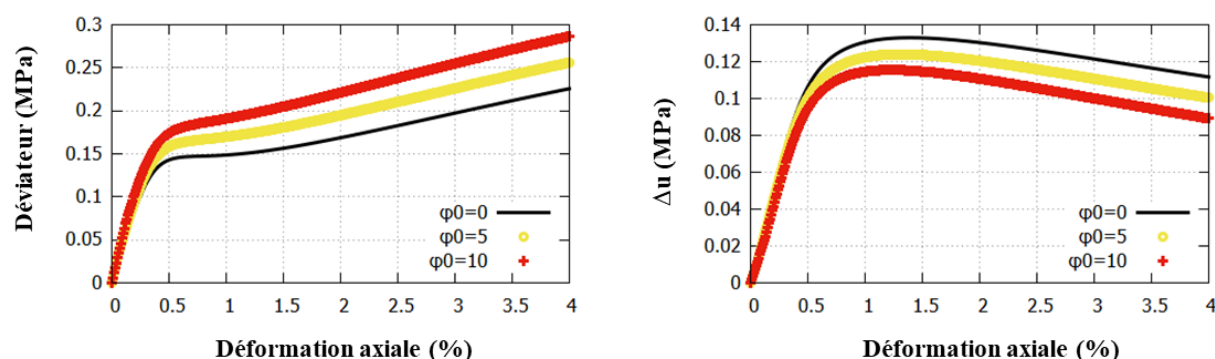 Déviateur (MPa)
0.3
0.25
0.2
0.15
0.1
0.05
0
φ0=0
φ0=5
φ0=10
0 0.5 1 1.5 2 2.5 3 3.5 4
Déformation axiale (%)
Δu (MPa)
0.14
0.12
0.1
0.08
0.06
0.04
0.02
0
φ0=0
φ0=5
φ0=10
0 0.5 1 1.5 2 2.5 3 3.5 4
Déformation axiale (%)